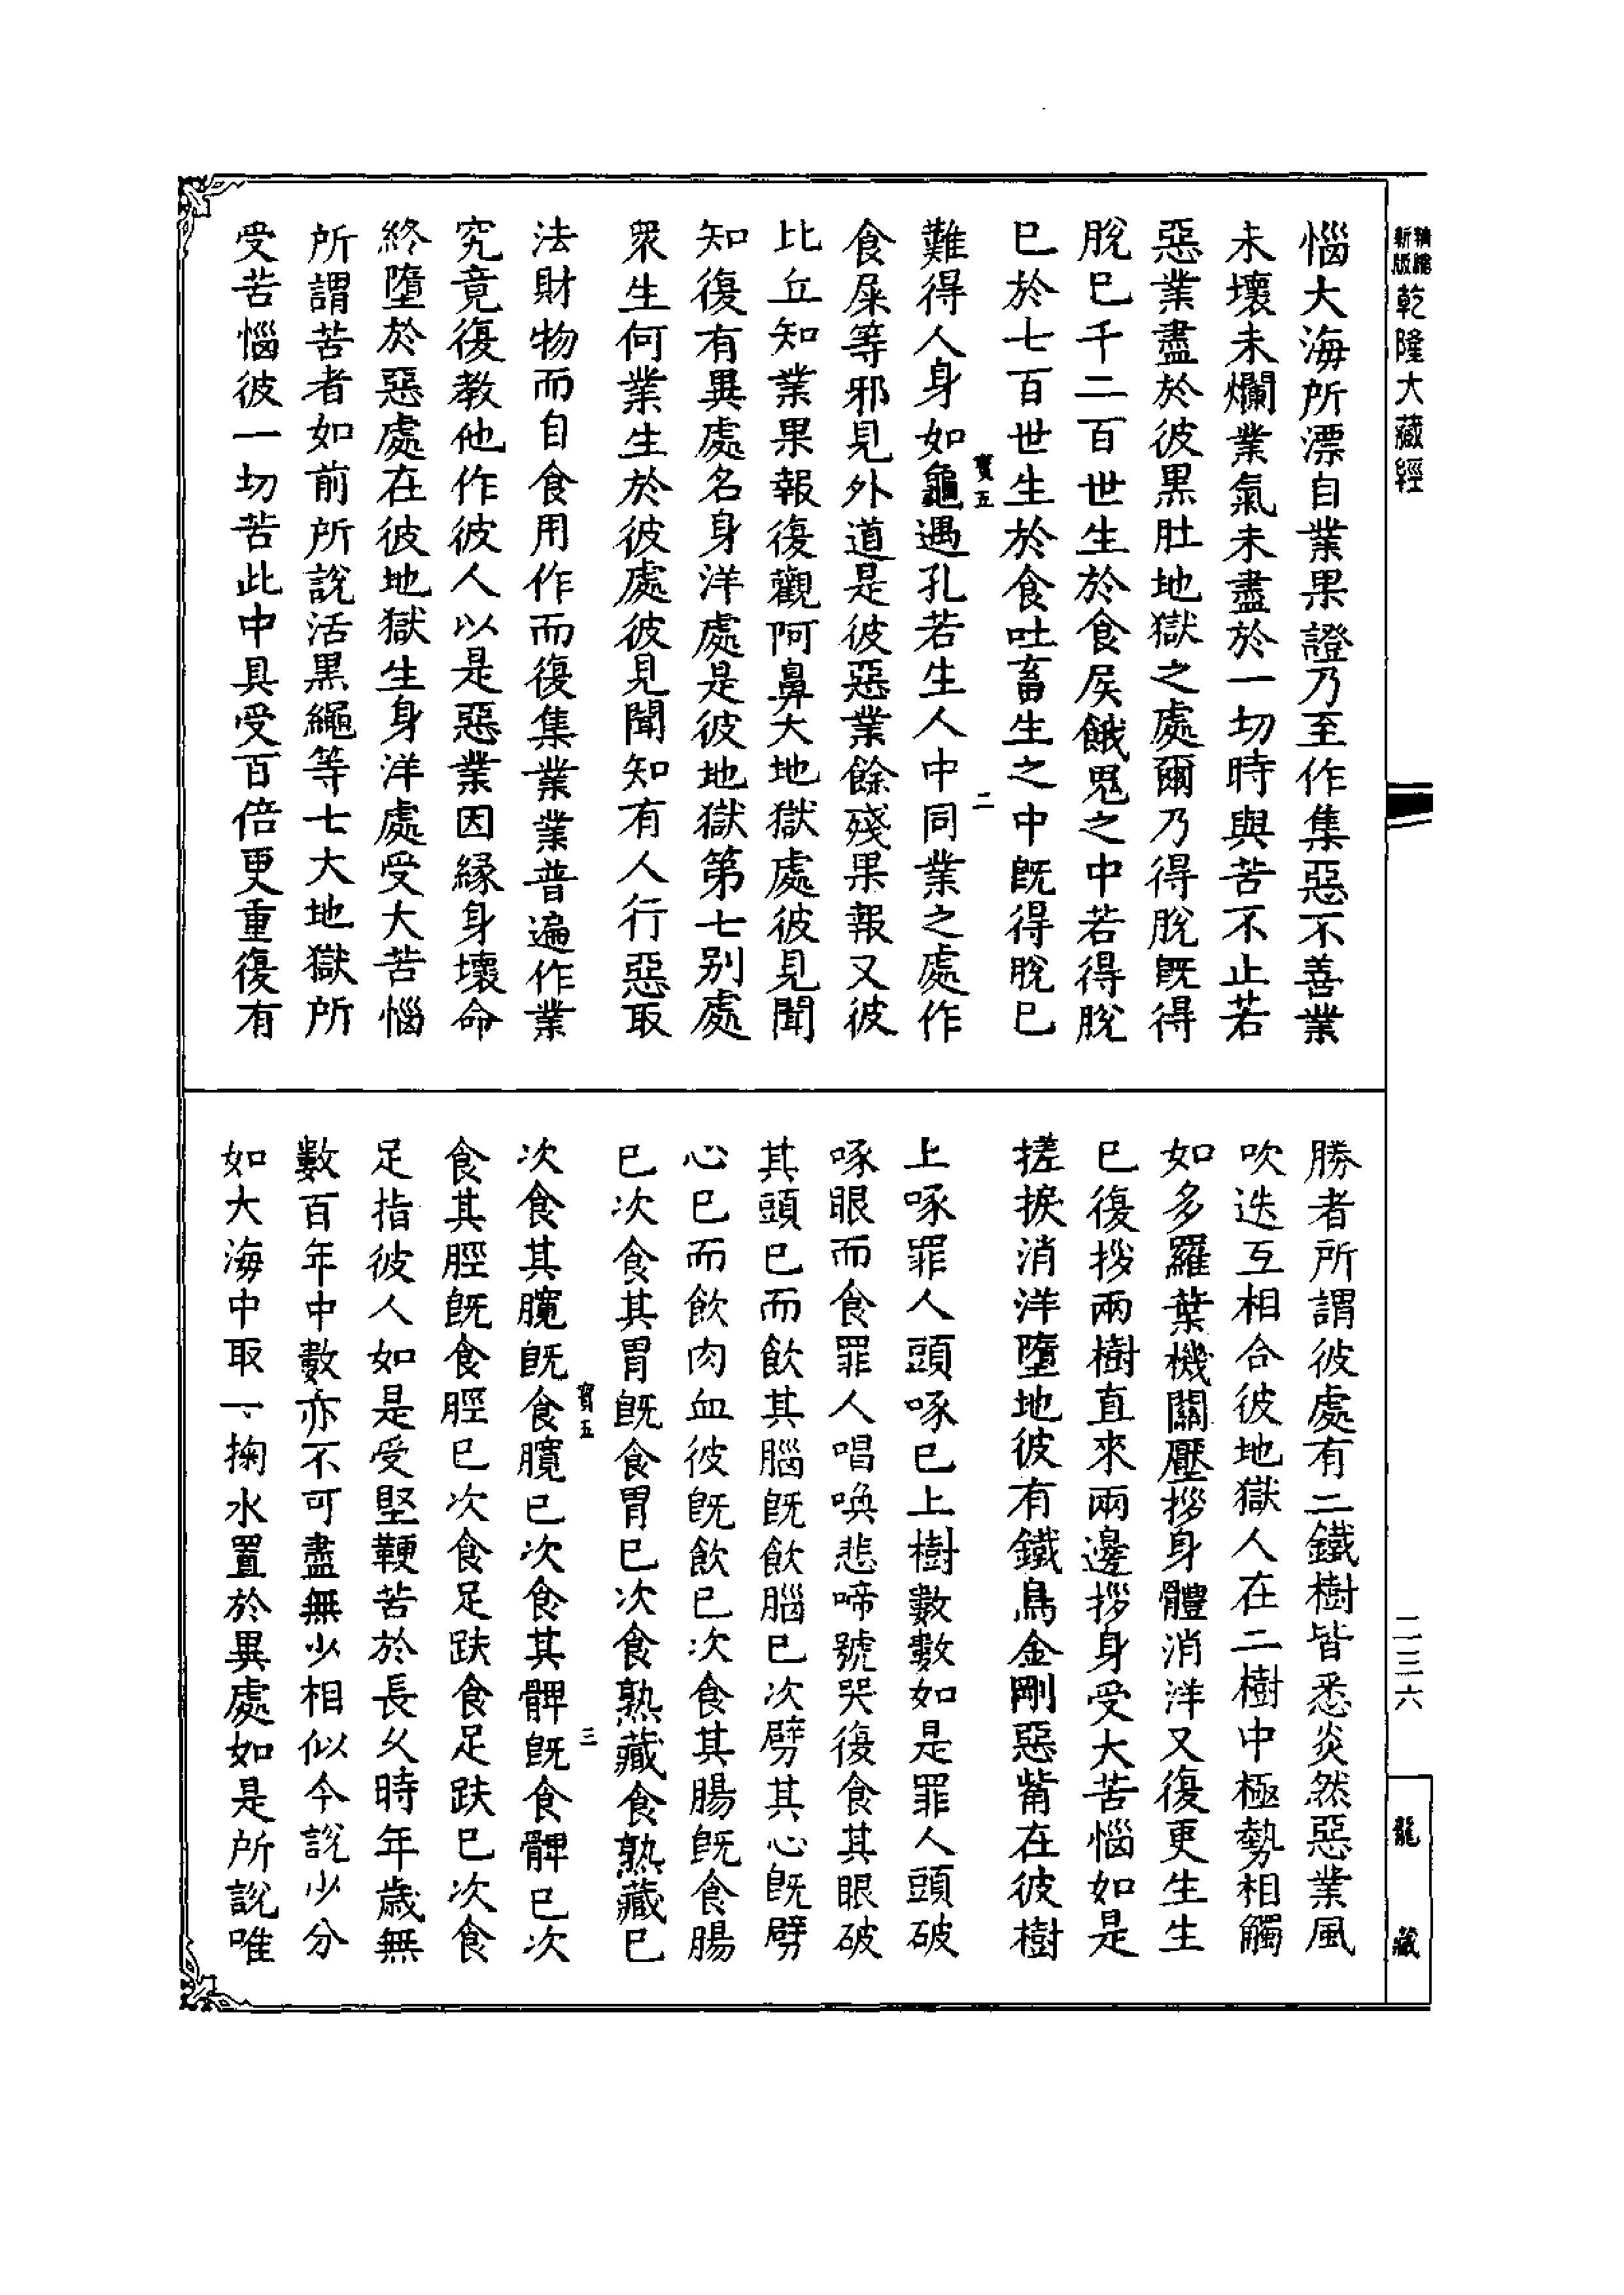 精縮新版乾隆大藏經
惱大海所漂自業果證乃至作集惡不善業
未壞未爛業氣未盡於一切時與苦不止若
惡業盡於彼黑肚地獄之處爾乃得脫既得
脫已千二百世生於食屎餓鬼之中若得脫
已於七百世生於食吐畜生之中既得脫已
寶五 二
難得人身如龜遇孔若生人中同業之處作
食屎等邪見外道是彼惡業餘殘果報又彼
比丘知業果報復觀阿鼻大地獄處彼見聞
知復有異處名身洋處是彼地獄第七别處
眾生何業生於彼處彼見聞知有人行惡取
法財物而自食用作而復集業業普遍作業
究竟復教他作彼人以是惡業因緣身壞命
終墮於惡處在彼地獄生身洋處受大苦惱
所謂苦者如前所說活黑繩等七大地獄所
受苦惱彼一切苦此中具受百倍更重復有
勝者所謂彼處有二鐵樹皆悉炎然惡業風
吹迭互相合彼地獄人在二樹中極勢相觸
如多羅葉機關壓拶身體消洋又復更生生
已復拶兩樹直來兩邊拶身受大苦惱如是
搓捩消洋墮地彼有鐵鳥金剛惡觜在彼樹
上啄罪人頭啄已上樹數數如是罪人頭破
啄眼而食罪人唱喚悲啼號哭復食其眼破
其頭已而飲其腦既飲腦已次劈其心既劈
心已而飲肉血彼既飲已次食其腸既食腸
已次食其胃既食胃已次食熟藏食熟藏已
寶五 三
次食其臗既食臗已次食其髀既食髀已次
食其脛既食脛已次食足趺食足趺已次食
足指彼人如是受堅鞕苦於長久時年歲無
數百年中數亦不可盡無少相似今說少分
如大海中取一掬水置於異處如是所說唯
二三六
龍藏